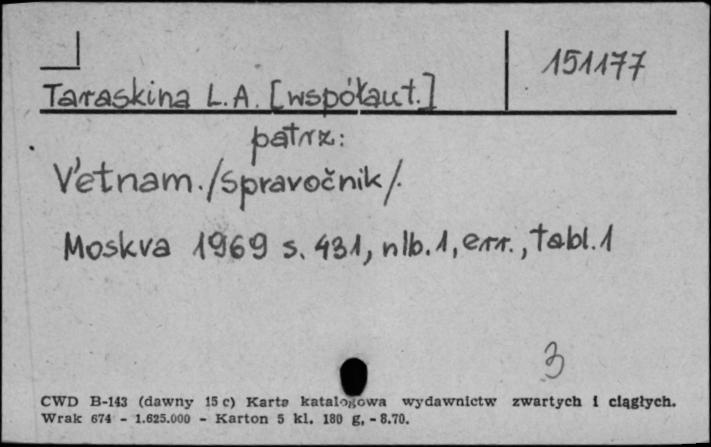 151177
Taraskina L.A. [współaut.]
patrz:
V'etnam. /Spravočnik/.
Moskva 1969 s. 431, nlb. 1, err., tabl. 1
3
CWD B-143 (dawny 15 c) Karta katalogowa wydawnictw zwartych i ciągłych.
Wrak 674 - 1.625.000 - Karton 5 kl. 180 g. - 8.70.